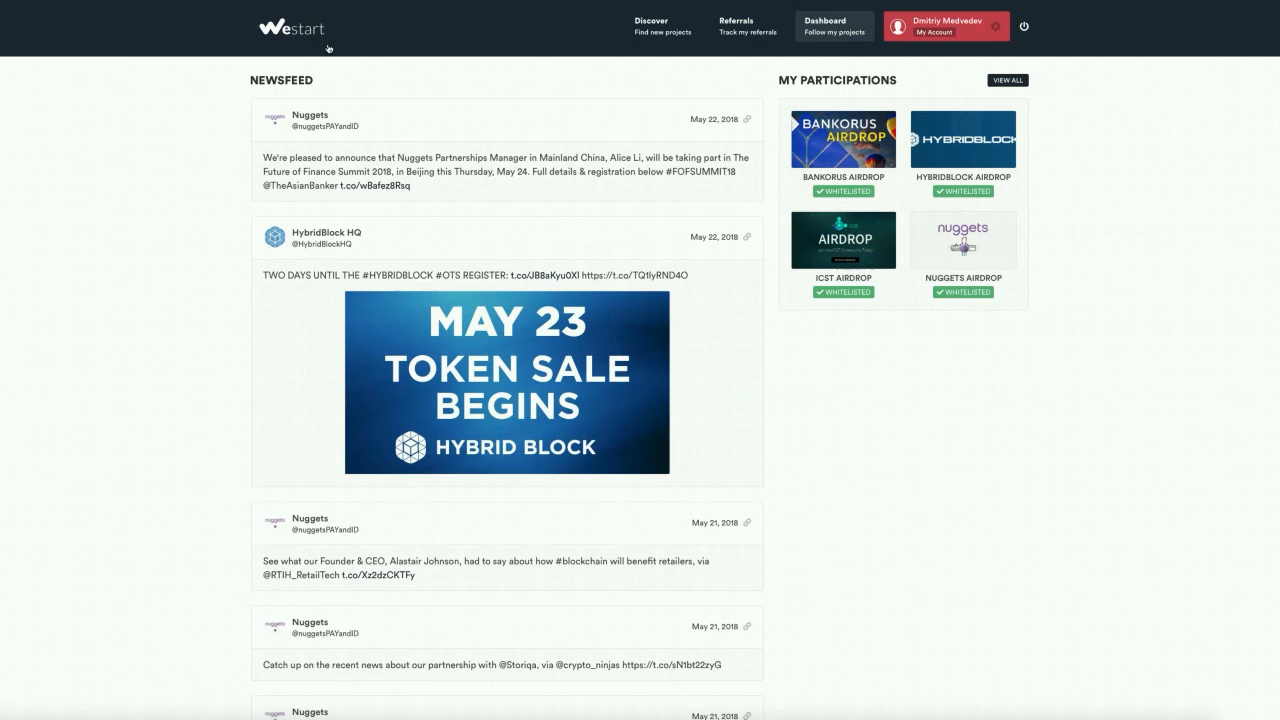 Westart
Discover
Find new projects
Referrals
Track my referrals
Dashboard
Follow my projects
Dmitriy Medvedev
My Account
NEWSFEED
nuggets
Nuggets
@nuggetsPAYandID
May 22, 2018
We're pleased to announce that Nuggets Partnerships Manager in Mainland China, Alice Li, will be taking part in The
Future of Finance Summit 2018, in Beijing this Thursday, May 24. Full details & registration below #FOFSUMMIT18
@TheAsianBanker t.co/wBafez8Rsq
HybridBlock HQ
@HybridBlockHQ
May 22, 2018
TWO DAYS UNTIL THE #HYBRIDBLOCK #OTS REGISTER: t.co/JB8aKyu0Xl https://t.co/TQ1lyRND4O
MAY 23
TOKEN SALE
BEGINS
HYBRID BLOCK
nuggets
Nuggets
@nuggetsPAYandID
May 21, 2018
See what our Founder & CEO, Alastair Johnson, had to say about how #blockchain will benefit retailers, via
@RTIH_RetailTech t.co/Xz2dzCKTFy
nuggets
Nuggets
@nuggetsPAYandID
May 21, 2018
Catch up on the recent news about our partnership with @Storiqa, via @crypto_ninjas https://t.co/sN1bt22zyG
nuggets
Nuggets
May 21, 2018
MY PARTICIPATIONS
VIEW ALL
BANKORUS
AIRDROP
BANKORUS AIRDROP
WHITELISTED
HYBRIDBLOCK
HYBRIDBLOCK AIRDROP
WHITELISTED
AIRDROP
ICST AIRDROP
WHITELISTED
nuggets
NUGGETS AIRDROP
WHITELISTED